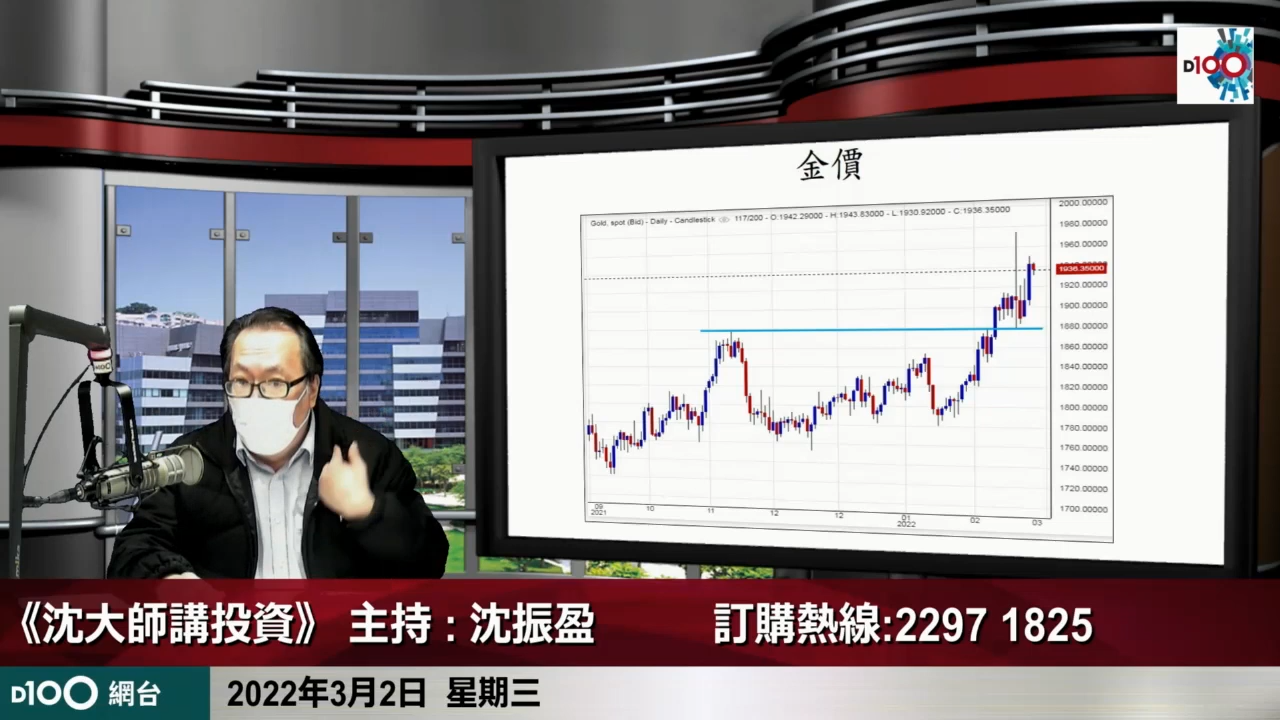 D100
金價
Gold, spot (Bid) - Daily - Candlestick 117/200 - O:1942.29000 - H:1943.83000 - L:1930.92000 - C:1936.35000
2000.00000
1980.00000
1960.00000
1936.35000
1920.00000
1900.00000
1880.00000
1860.00000
1840.00000
1820.00000
1800.00000
1780.00000
1760.00000
1740.00000
1720.00000
1700.00000
09 10 11 12 12 01 02 03
2021 2022
D100
《沈大師講投資》 主持：沈振盈 訂購熱線:2297 1825
D100 網台 2022年3月2日 星期三